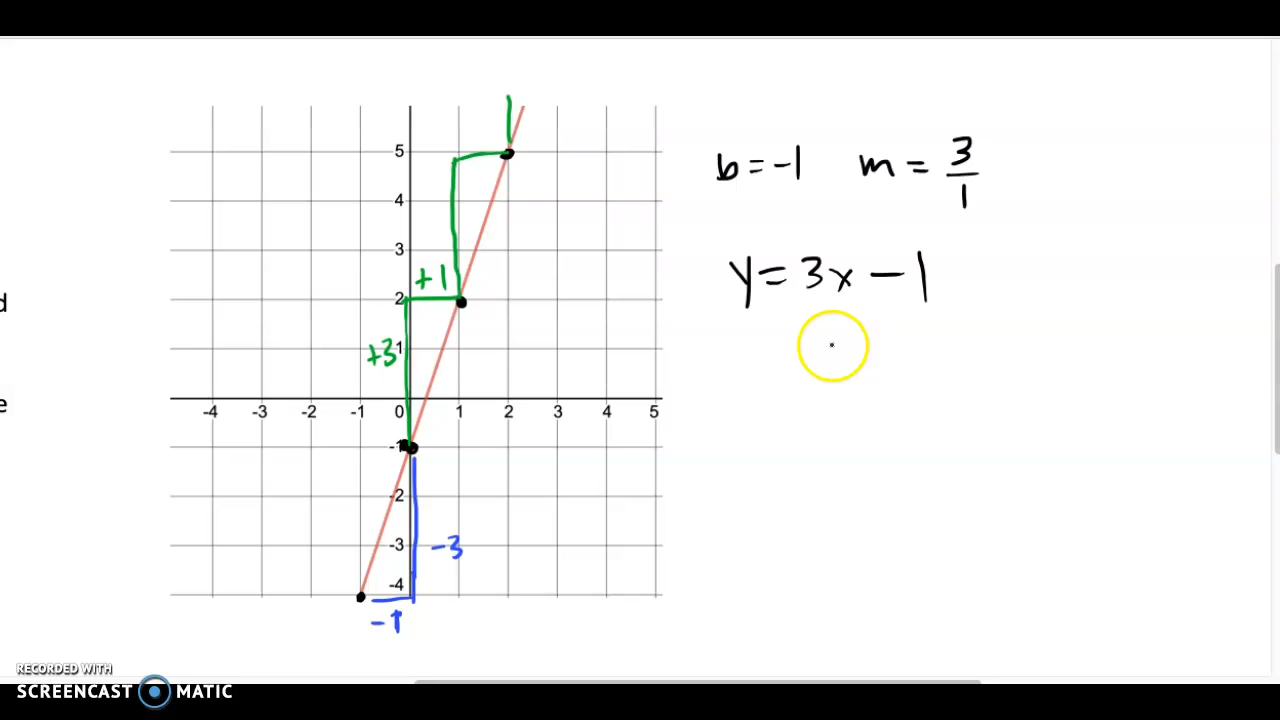 5
4
3
+1
2
+3
1
-4 -3 -2 -1 0 1 2 3 4 5
-1
-2
-3
-3
-4
-1
b = -1 m = 3/1
y = 3x - 1
d
e
RECORDED WITH
SCREENCAST MATIC